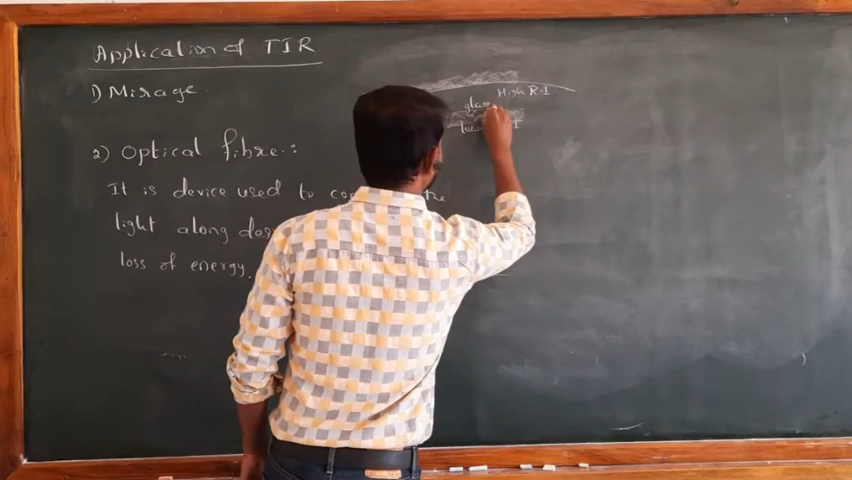 Application of TIR
1) Mirage
High R.I
glass
2) Optical fibre:
It is device used to the
light along
loss of energy.